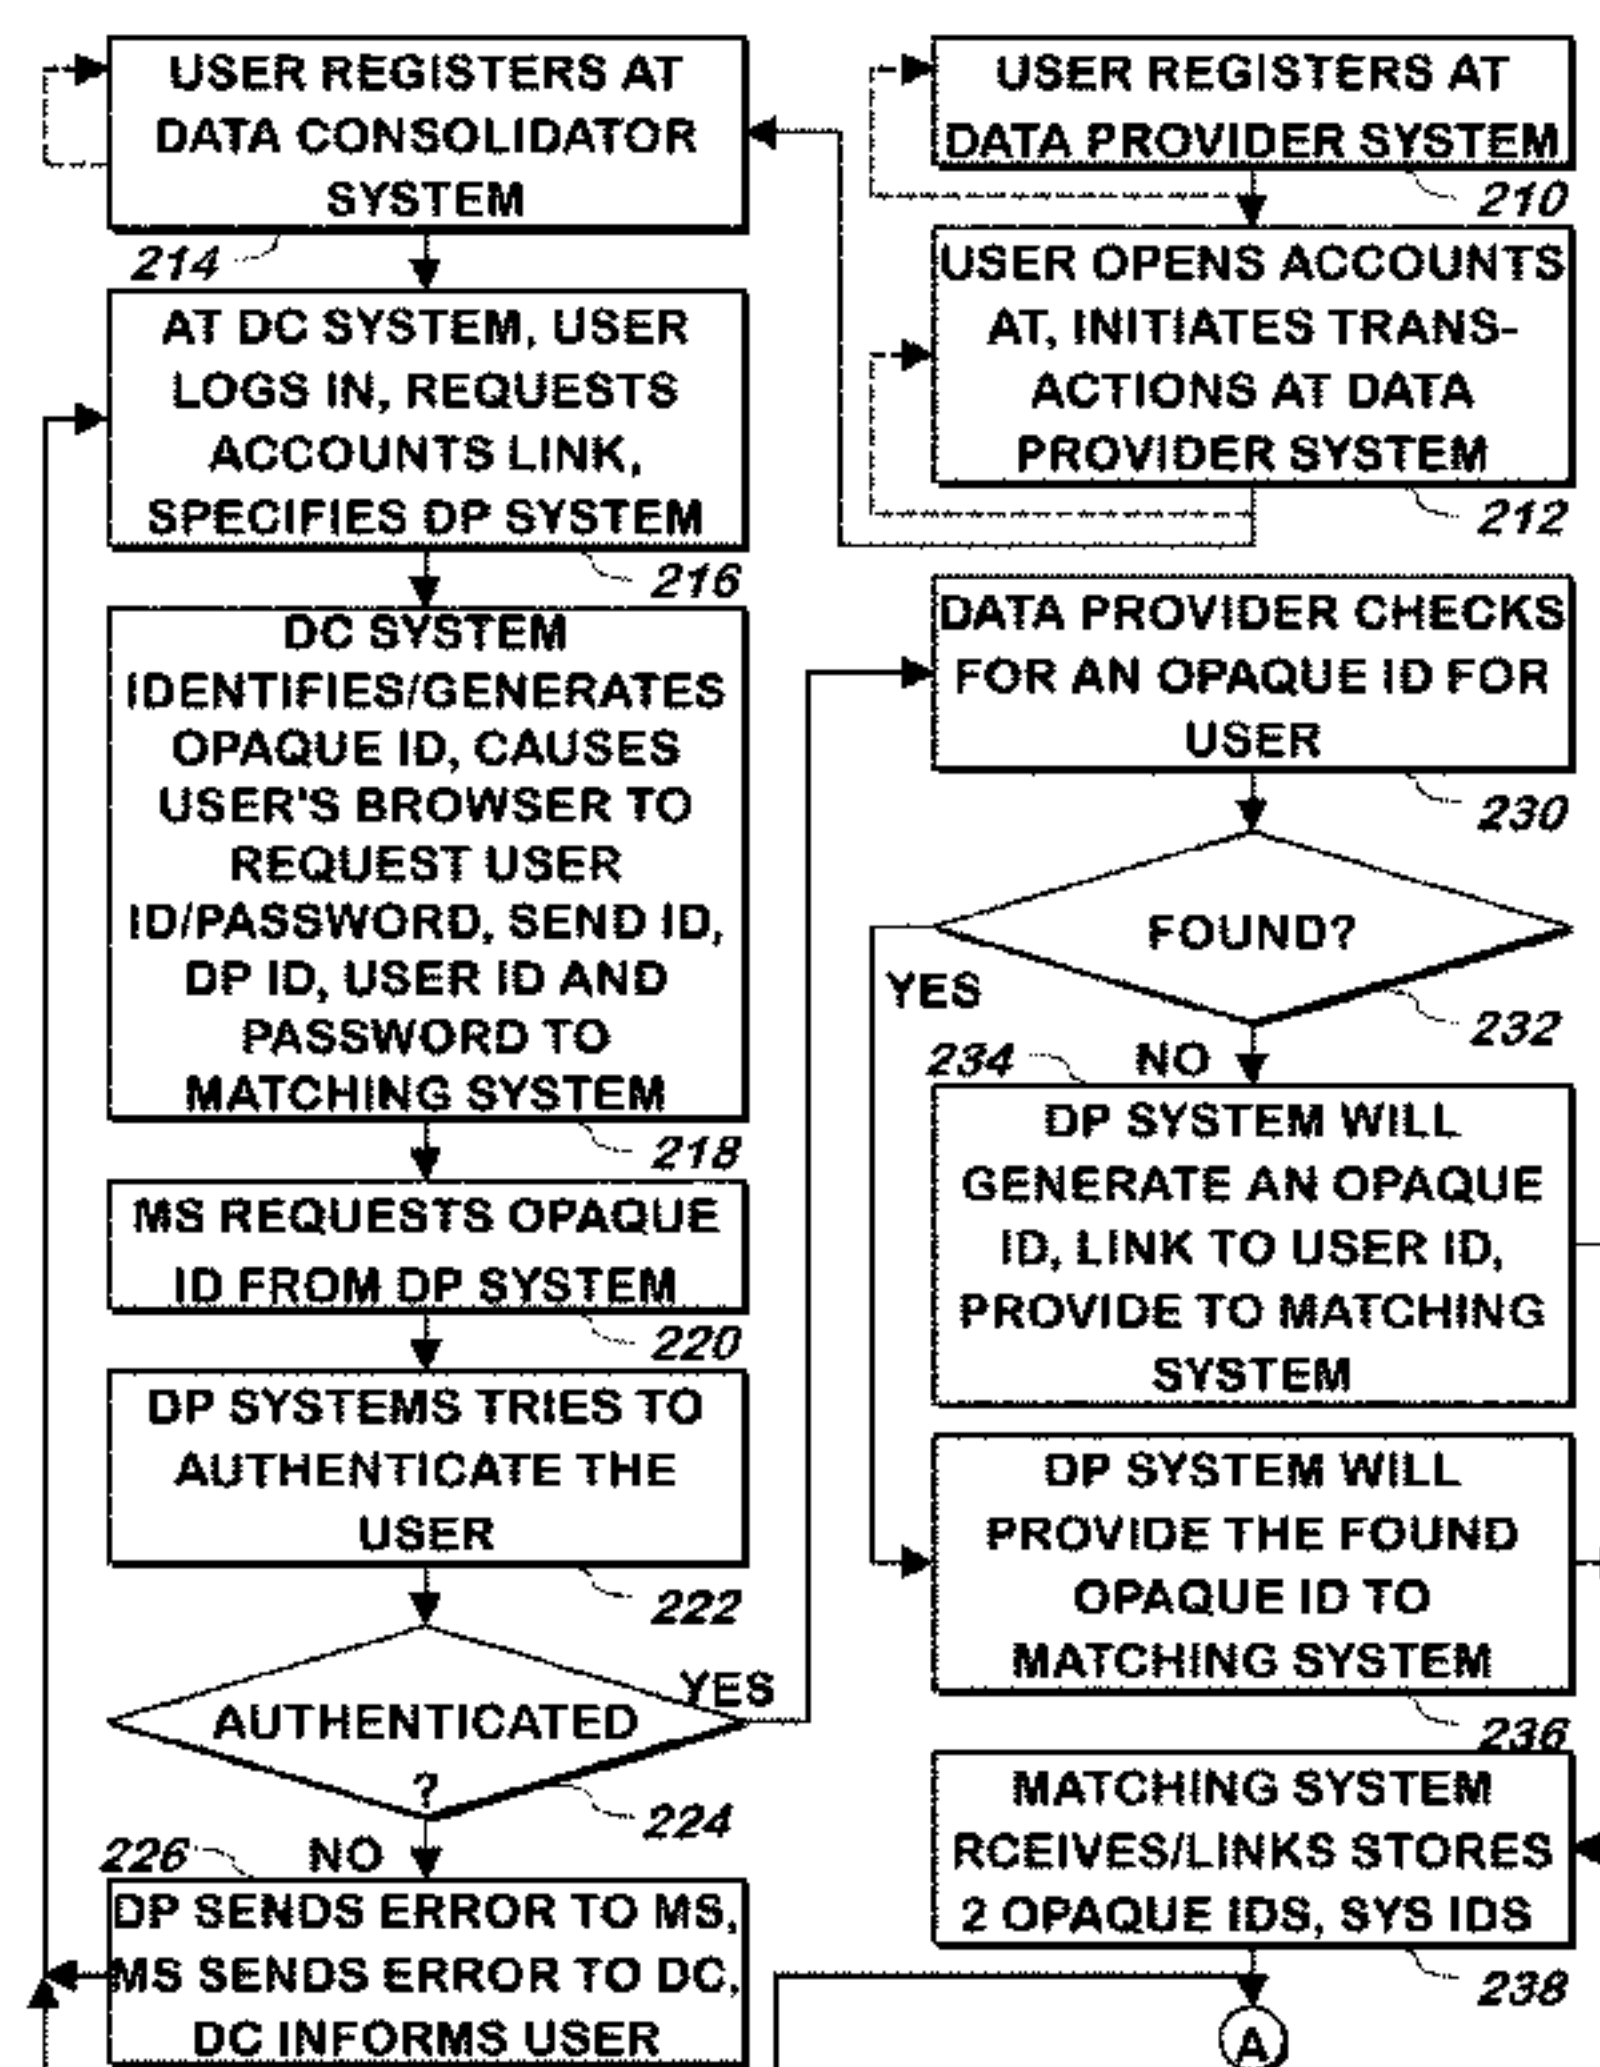 USER REGISTERS AT
DATA CONSOLIDATOR
SYSTEM
214
AT DC SYSTEM, USER
LOGS IN, REQUESTS
ACCOUNTS LINK,
SPECIFIES DP SYSTEM
216
DC SYSTEM
IDENTIFIES/GENERATES
OPAQUE ID, CAUSES
USER'S BROWSER TO
REQUEST USER
ID/PASSWORD, SEND ID,
DP ID, USER ID AND
PASSWORD TO
MATCHING SYSTEM
218
MS REQUESTS OPAQUE
ID FROM DP SYSTEM
220
DP SYSTEMS TRIES TO
AUTHENTICATE THE
USER
222
YES
AUTHENTICATED
?
224
226
NO
DP SENDS ERROR TO MS,
MS SENDS ERROR TO DC,
DC INFORMS USER
USER REGISTERS AT
DATA PROVIDER SYSTEM
210
USER OPENS ACCOUNTS
AT, INITIATES TRANS-
ACTIONS AT DATA
PROVIDER SYSTEM
212
DATA PROVIDER CHECKS
FOR AN OPAQUE ID FOR
USER
230
FOUND?
YES
232
234
NO
DP SYSTEM WILL
GENERATE AN OPAQUE
ID, LINK TO USER ID,
PROVIDE TO MATCHING
SYSTEM
DP SYSTEM WILL
PROVIDE THE FOUND
OPAQUE ID TO
MATCHING SYSTEM
236
MATCHING SYSTEM
RCEIVES/LINKS STORES
2 OPAQUE IDS, SYS IDS
238
A